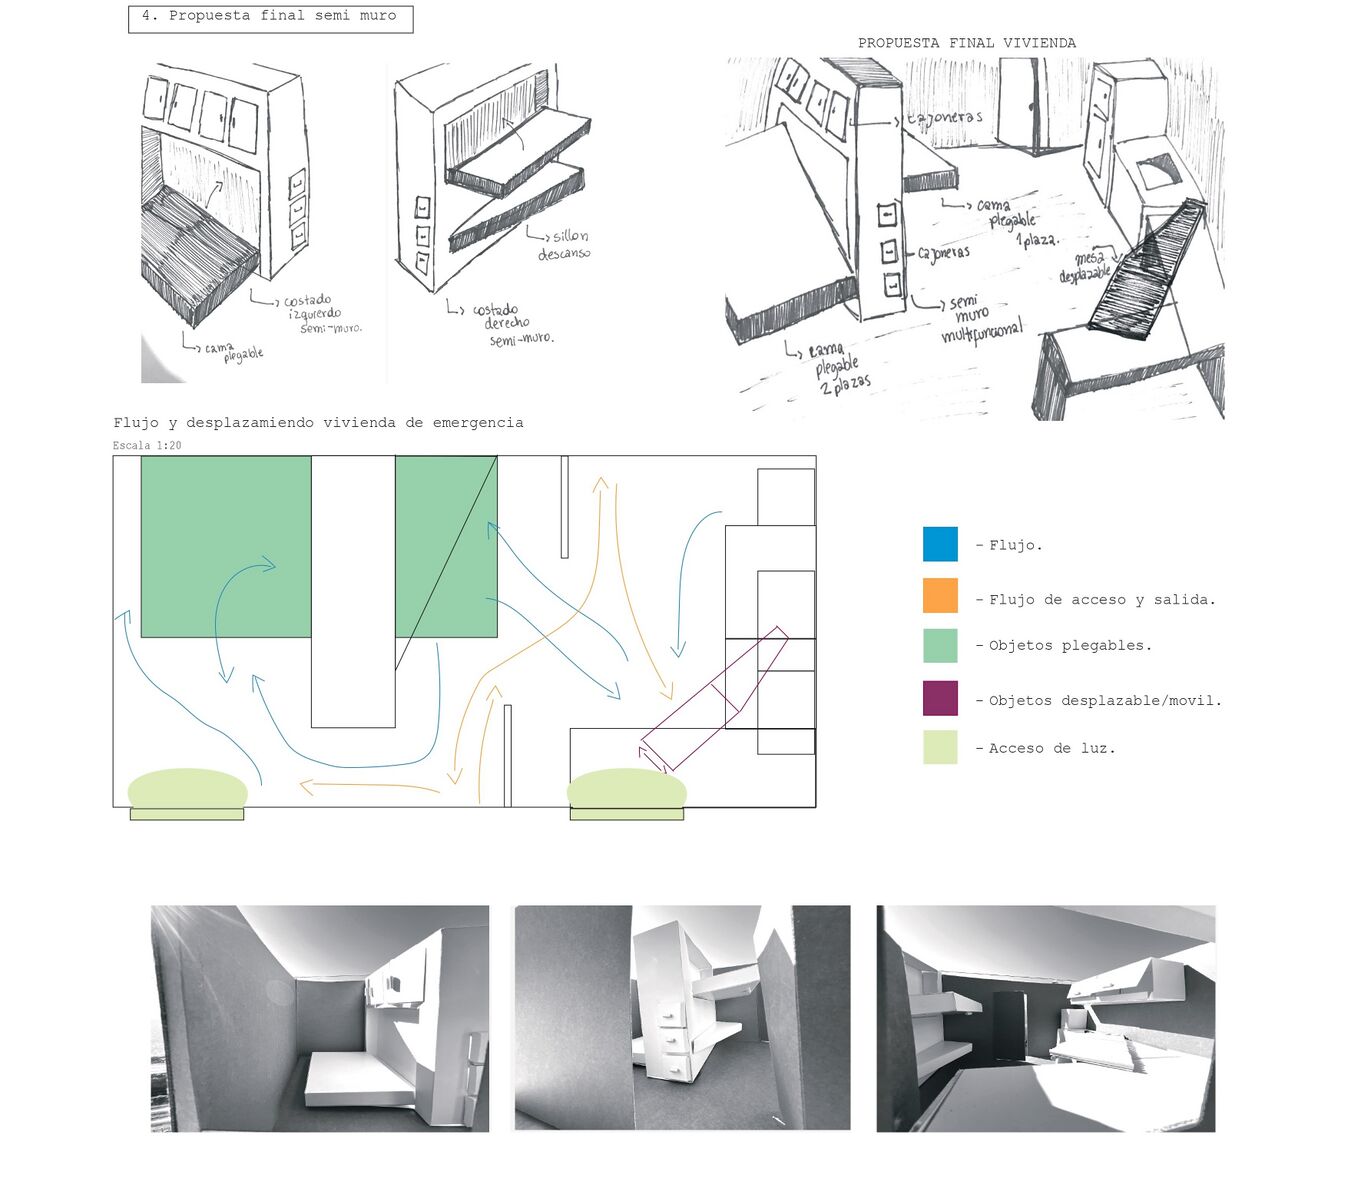 4. Propuesta final semi muro
PROPUESTA FINAL VIVIENDA
costado
izquierdo
semi-muro.
cama
plegable
sillon
descanso
costado
derecho
semi-muro.
cajoneras
cama
plegable
1 plaza.
cajoneras
mesa
desplazable
semi
muro
multifuncional
cama
plegable
2 plazas
Flujo y desplazamiendo vivienda de emergencia
Escala 1:20
- Flujo.
- Flujo de acceso y salida.
- Objetos plegables.
- Objetos desplazable/movil.
- Acceso de luz.